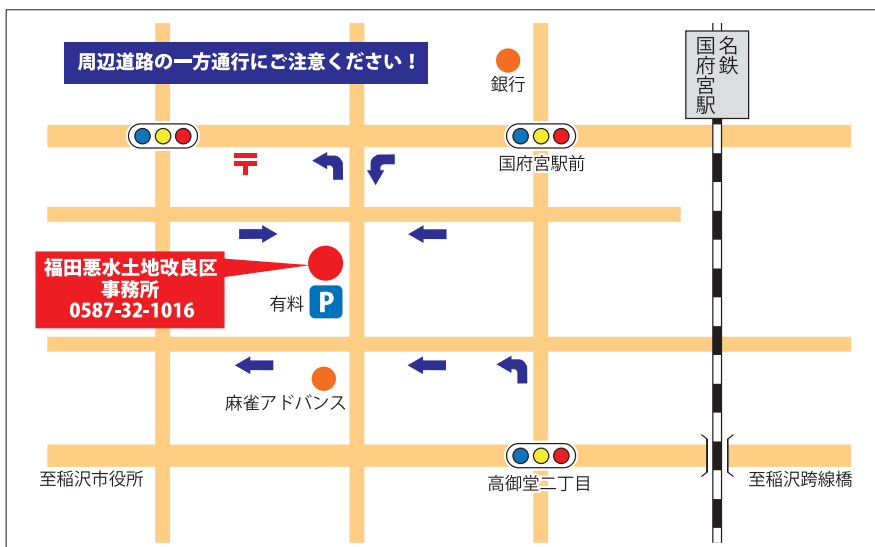 周辺道路の一方通行にご注意ください！
銀行
名鉄
国府宮駅
国府宮駅前
〒
福田悪水土地改良区
事務所
0587-32-1016
有料
P
麻雀アドバンス
至稲沢市役所
高御堂二丁目
至稲沢跨線橋